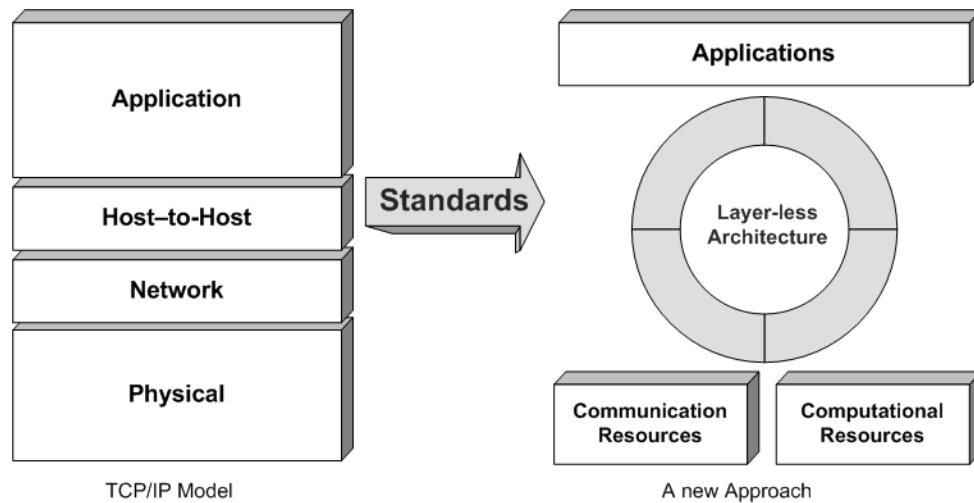 Application
Host–to-Host
Network
Physical
TCP/IP Model
Standards
Applications
Layer-less
Architecture
Communication
Resources
Computational
Resources
A new Approach